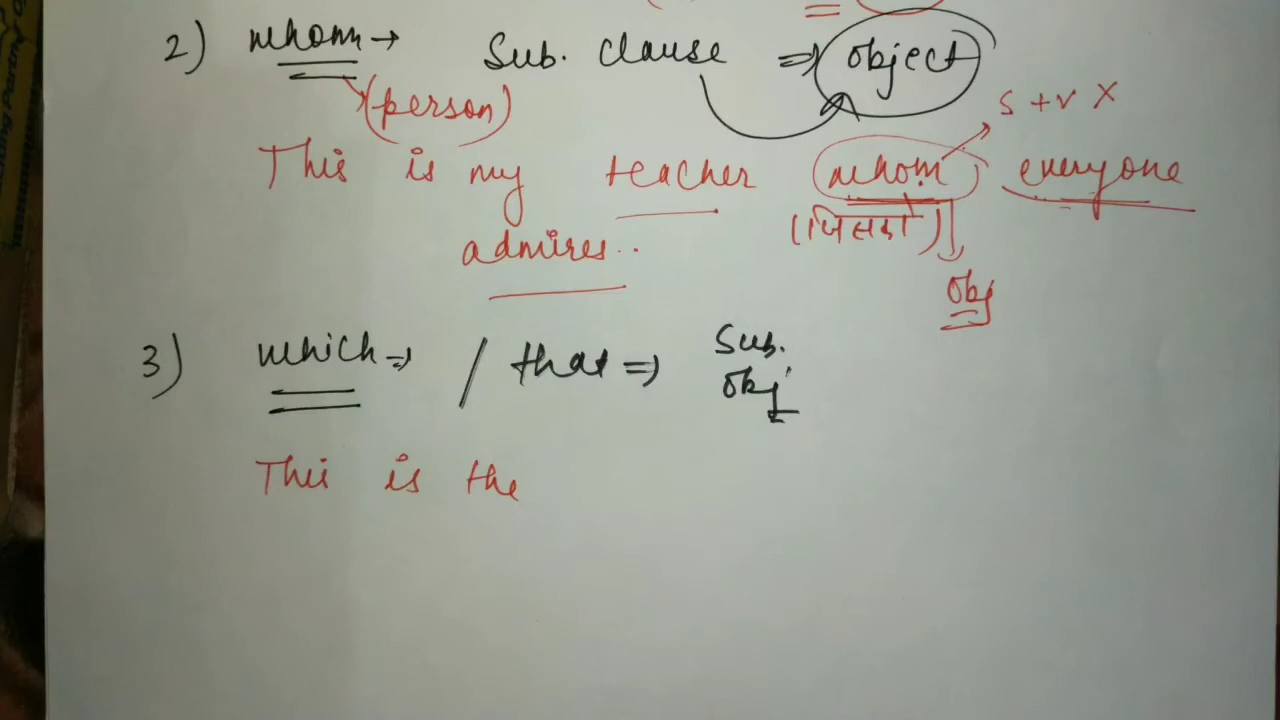 2) whom → Sub. clause ⇒ object
(person)
s + v X
This is my teacher whom everyone
(जिसको)
admires..
obj
3) which ⇒ / that ⇒ Sub.
obj
This is the